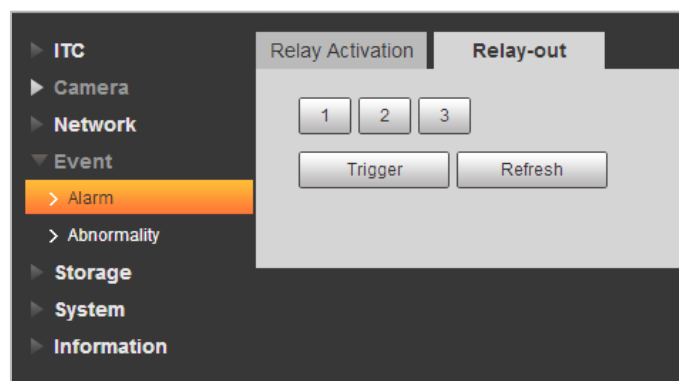 ITC
Camera
Network
Event
Alarm
Abnormality
Storage
System
Information
Relay Activation Relay-out
1 2 3
Trigger Refresh